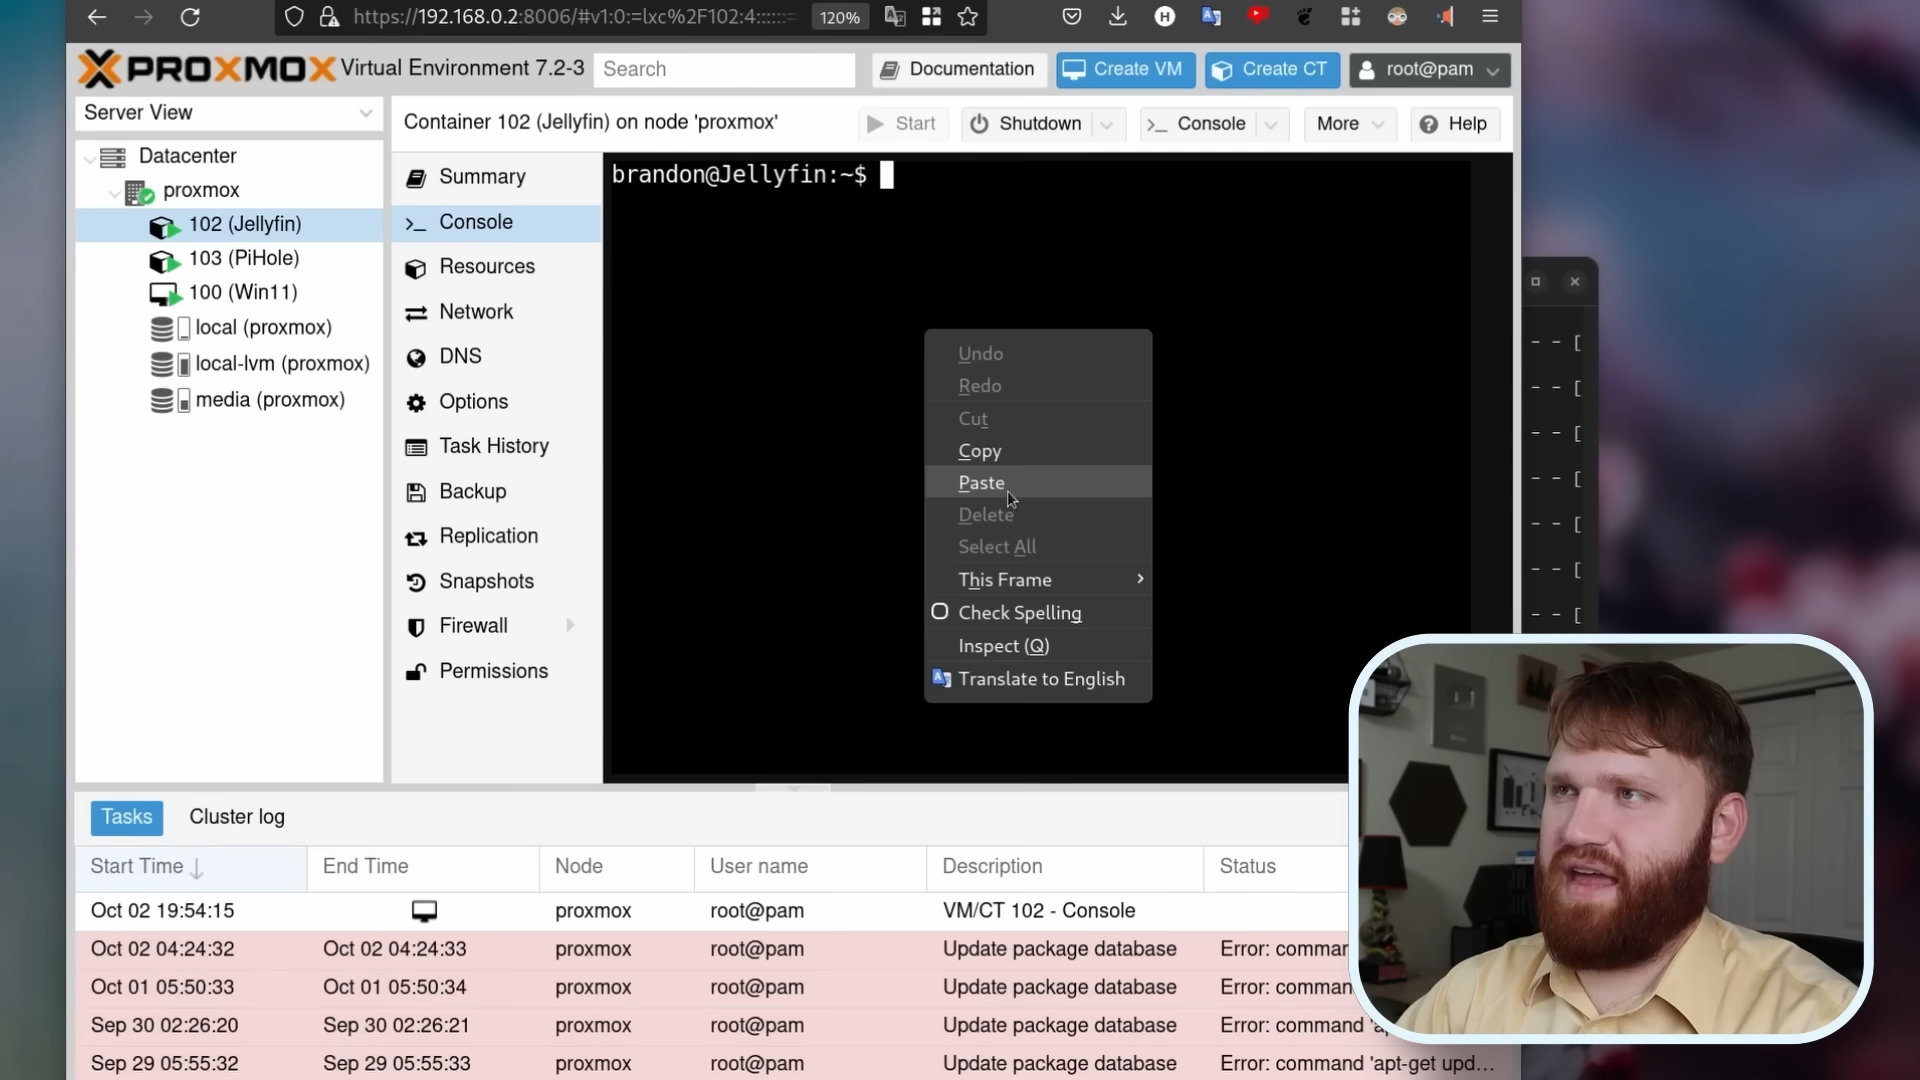 https://192.168.0.2:8006/#v1:0:=lxc%2F102:4::::::
120%
PROXMOX Virtual Environment 7.2-3
Search
Documentation
Create VM
Create CT
root@pam
Server View
Container 102 (Jellyfin) on node 'proxmox'
Start
Shutdown
Console
More
Help
Datacenter
proxmox
102 (Jellyfin)
103 (PiHole)
100 (Win11)
local (proxmox)
local-lvm (proxmox)
media (proxmox)
Summary
Console
Resources
Network
DNS
Options
Task History
Backup
Replication
Snapshots
Firewall
Permissions
brandon@Jellyfin:~$
Undo
Redo
Cut
Copy
Paste
Delete
Select All
This Frame
Check Spelling
Inspect (Q)
Translate to English
- - [
- - [
- - [
- - [
- - [
- - [
- - [
Tasks
Cluster log
Start Time End Time Node User name Description Status
Oct 02 19:54:15 proxmox root@pam VM/CT 102 - Console
Oct 02 04:24:32 Oct 02 04:24:33 proxmox root@pam Update package database Error: comman
Oct 01 05:50:33 Oct 01 05:50:34 proxmox root@pam Update package database Error: comman
Sep 30 02:26:20 Sep 30 02:26:21 proxmox root@pam Update package database Error: command
Sep 29 05:55:32 Sep 29 05:55:33 proxmox root@pam Update package database Error: command 'apt-get upd...